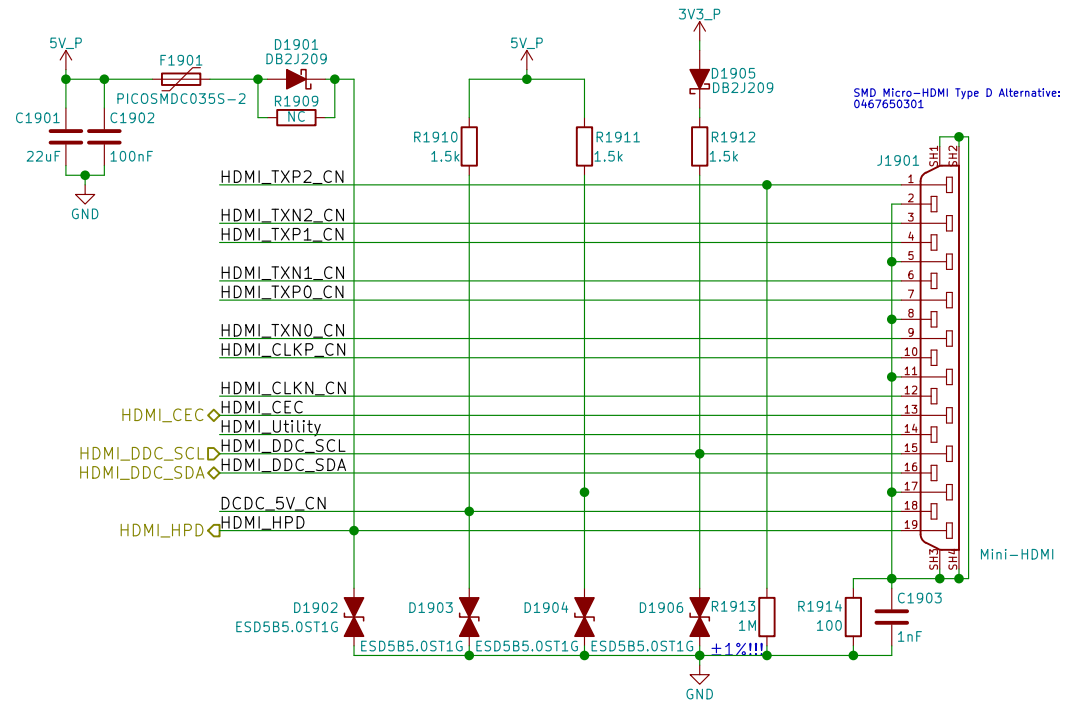 3V3_P
5V_P
F1901
PICOSMDC035S-2
D1901
DB2J209
R1909
NC
5V_P
D1905
DB2J209
SMD Micro-HDMI Type D Alternative:
0467650301
C1901
22uF
C1902
100nF
GND
R1910
1.5k
R1911
1.5k
R1912
1.5k
J1901
SH1
SH2
HDMI_TXP2_CN
HDMI_TXN2_CN
HDMI_TXP1_CN
HDMI_TXN1_CN
HDMI_TXP0_CN
HDMI_TXN0_CN
HDMI_CLKP_CN
HDMI_CLKN_CN
HDMI_CEC
HDMI_CEC
HDMI_Utility
HDMI_DDC_SCL
HDMI_DDC_SCL
HDMI_DDC_SDA
HDMI_DDC_SDA
DCDC_5V_CN
HDMI_HPD
HDMI_HPD
1
2
3
4
5
6
7
8
9
10
11
12
13
14
15
16
17
18
19
SH3
SH4
Mini-HDMI
D1902
ESD5B5.0ST1G
D1903
ESD5B5.0ST1G
D1904
ESD5B5.0ST1G
D1906
ESD5B5.0ST1G
R1913
1M
±1%!!!
R1914
100
C1903
1nF
GND